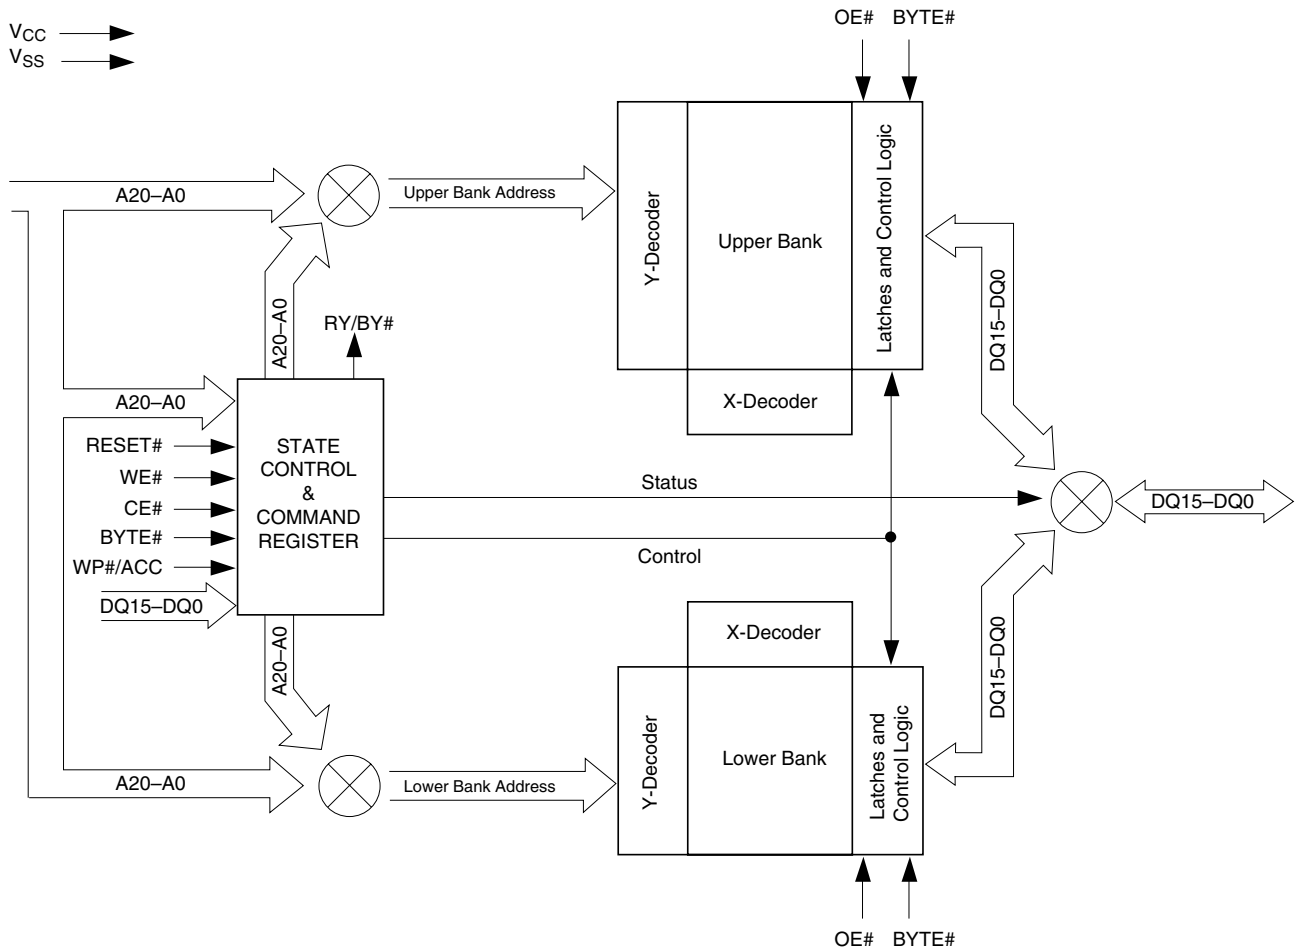 OE# BYTE#
VCC
VSS
A20–A0
Upper Bank Address
Y-Decoder
Upper Bank
Latches and Control Logic
X-Decoder
DQ15–DQ0
A20–A0
RY/BY#
A20–A0
RESET#
WE#
CE#
BYTE#
WP#/ACC
DQ15–DQ0
STATE
CONTROL
&
COMMAND
REGISTER
Status
Control
DQ15–DQ0
A20–A0
X-Decoder
DQ15–DQ0
A20–A0
Lower Bank Address
Y-Decoder
Lower Bank
Latches and
Control Logic
OE# BYTE#